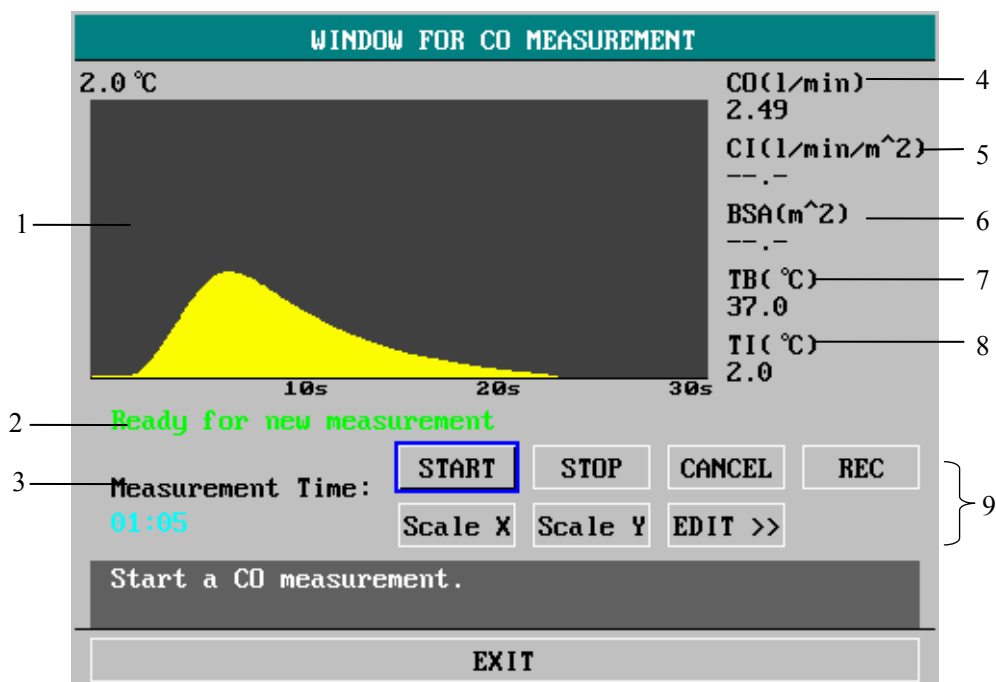 WINDOW FOR CO MEASUREMENT
2.0 ℃
CO(l/min) 4
2.49
CI(l/min/m^2) 5
--.-
1
BSA(m^2) 6
--.-
TB( ℃) 7
37.0
TI( ℃) 8
2.0
10s 20s 30s
2 Ready for new measurement
START STOP CANCEL REC
3 Measurement Time:
01:05
Scale X Scale Y EDIT >>
9
Start a CO measurement.
EXIT